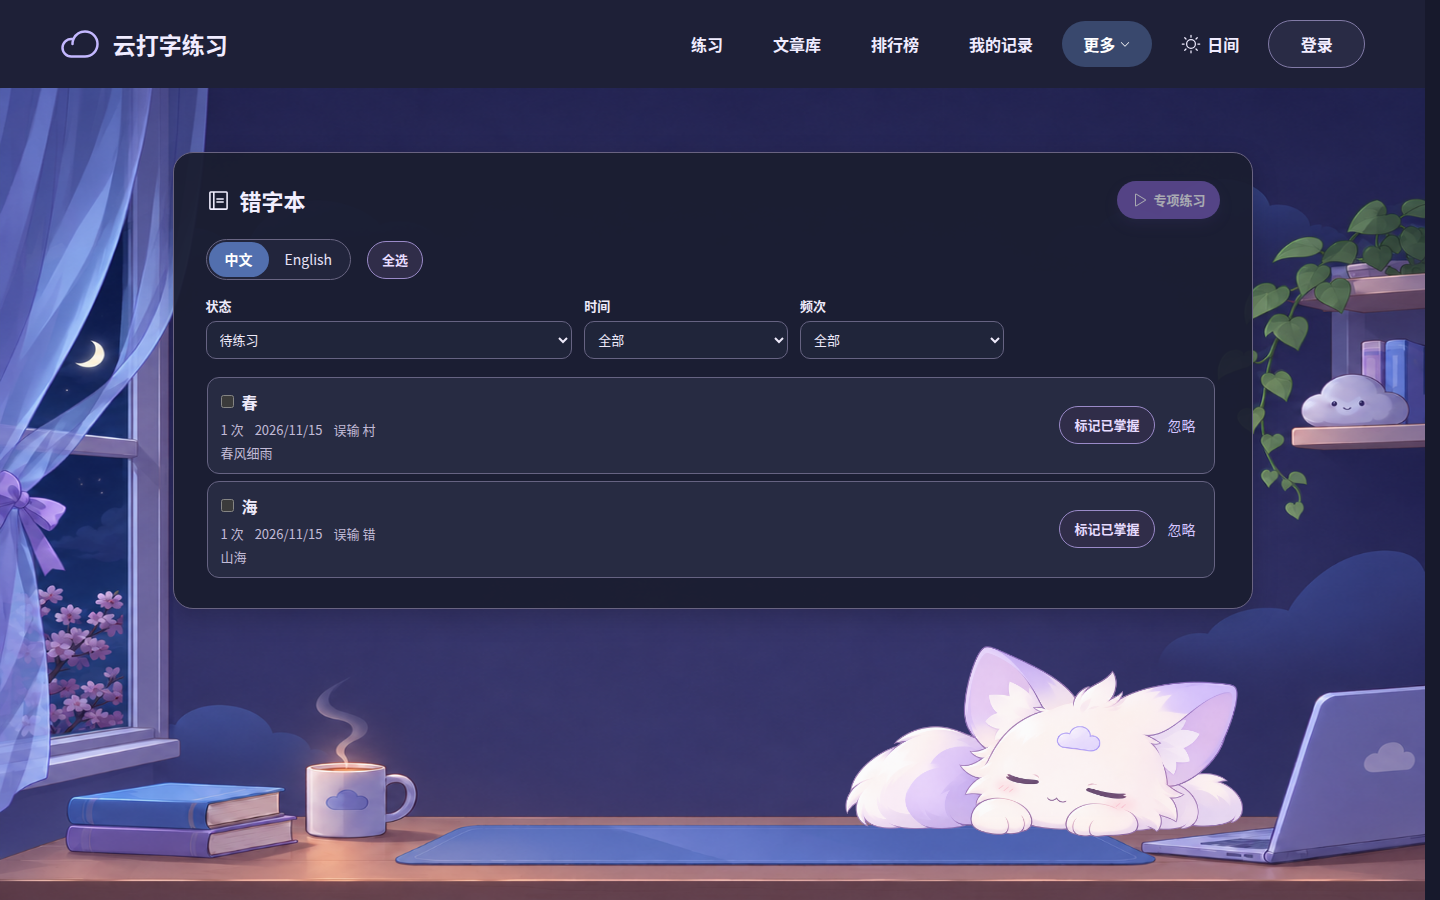 云打字练习
练习
文章库
排行榜
我的记录
更多
日间
登录
错字本
专项练习
中文
English
全选
状态
时间
频次
待练习
全部
全部
春
1 次 2026/11/15 误输 村
春风细雨
标记已掌握
忽略
海
1 次 2026/11/15 误输 错
山海
标记已掌握
忽略